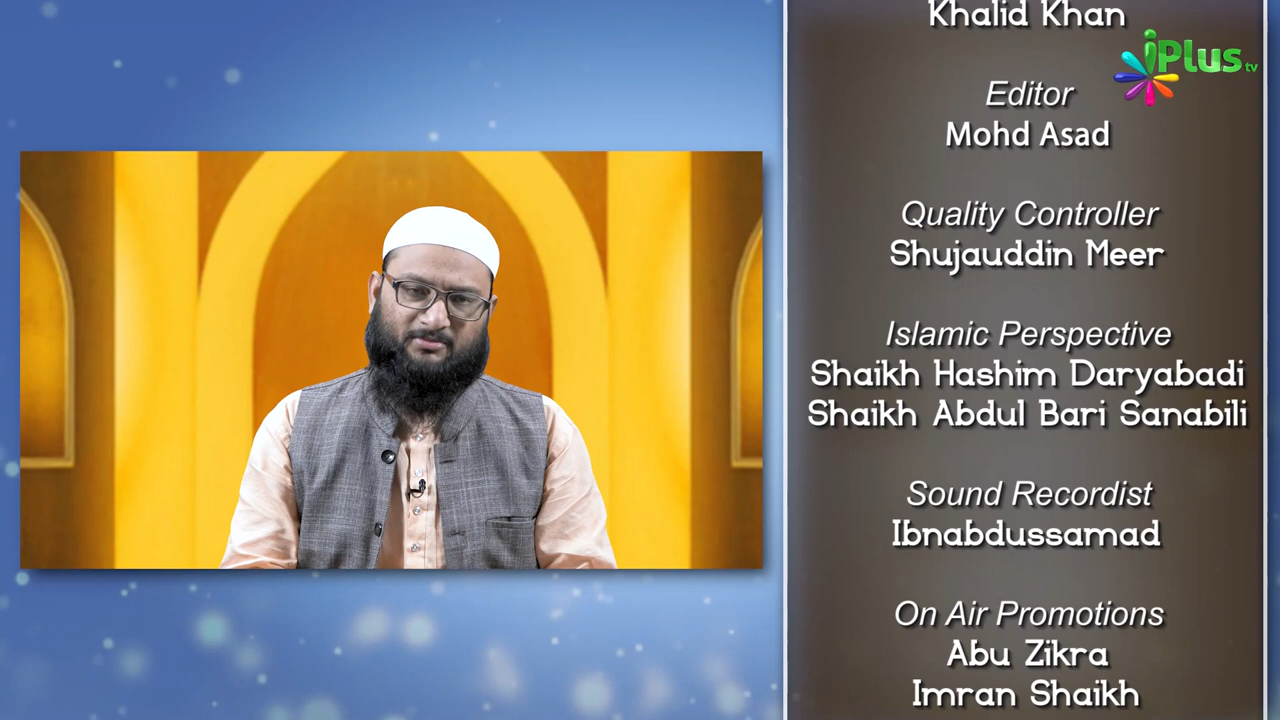 Khalid Khan
iPlus tv
Editor
Mohd Asad
Quality Controller
Shujauddin Meer
Islamic Perspective
Shaikh Hashim Daryabadi
Shaikh Abdul Bari Sanabili
Sound Recordist
Ibnabdussamad
On Air Promotions
Abu Zikra
Imran Shaikh